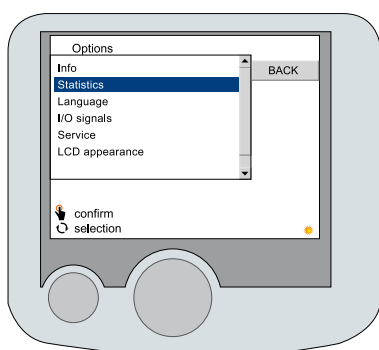 Options
Info
BACK
Statistics
Language
I/O signals
Service
LCD appearance
confirm
selection